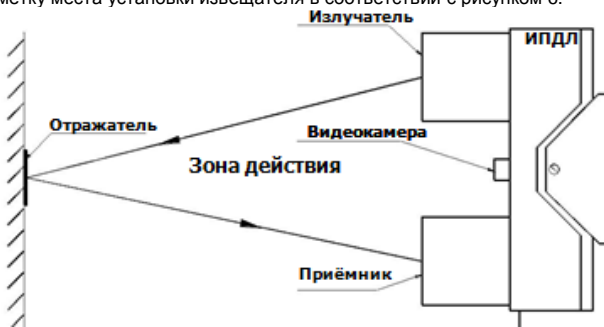 метку места установки извещателя в соответствии с рисунком 6.
Излучатель
ИПДЛ
Отражатель
Видеокамера
Зона действия
Приёмник